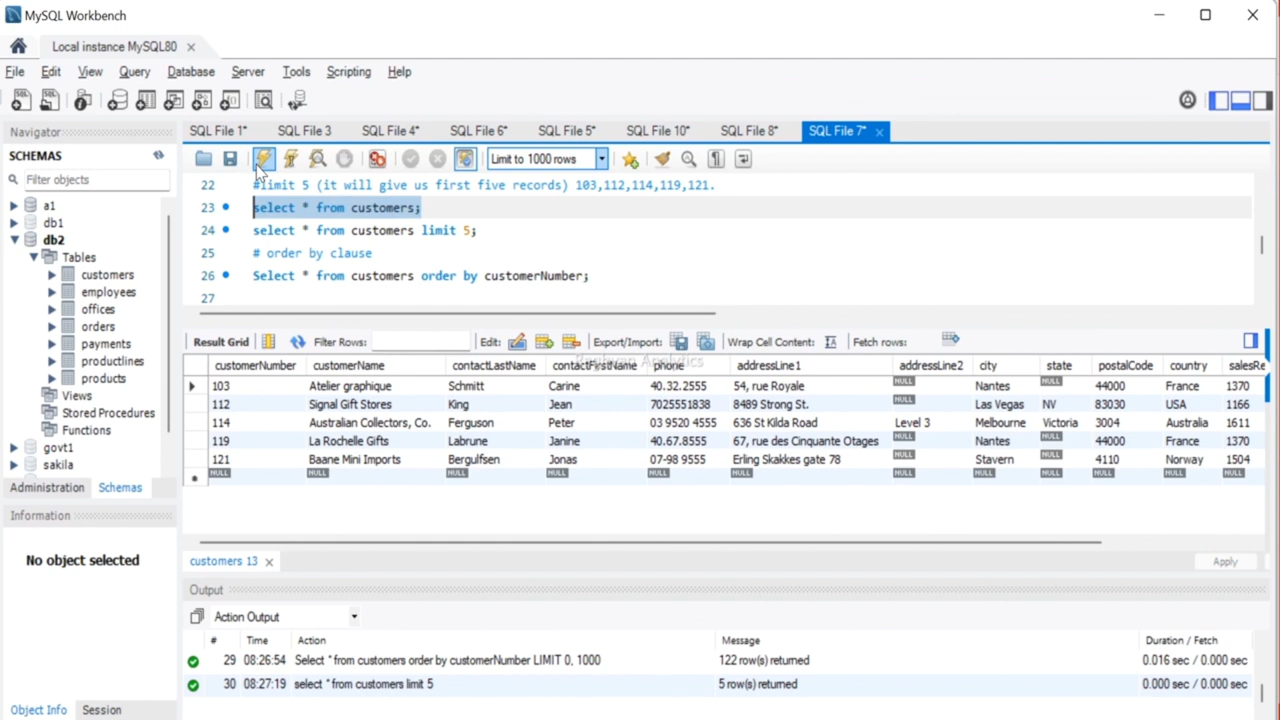 MySQL Workbench
Local instance MySQL80
File Edit View Query Database Server Tools Scripting Help
Navigator
SCHEMAS
Filter objects
a1
db1
db2
Tables
customers
employees
offices
orders
payments
productlines
products
Views
Stored Procedures
Functions
govt1
sakila
Administration Schemas
Information
No object selected
Object Info Session
SQL File 1* SQL File 3 SQL File 4* SQL File 6* SQL File 5* SQL File 10* SQL File 8* SQL File 7*
Limit to 1000 rows
22 #limit 5 (it will give us first five records) 103,112,114,119,121.
23 select * from customers;
24 select * from customers limit 5;
25 # order by clause
26 Select * from customers order by customerNumber;
27
Result Grid Filter Rows: Edit: Export/Import: Wrap Cell Content: Fetch rows:
customerNumber customerName contactLastName contactFirstName phone addressLine1 addressLine2 city state postalCode country salesRe
103 Atelier graphique Schmitt Carine 40.32.2555 54, rue Royale NULL Nantes NULL 44000 France 1370
112 Signal Gift Stores King Jean 7025551838 8489 Strong St. NULL Las Vegas NV 83030 USA 1166
114 Australian Collectors, Co. Ferguson Peter 03 9520 4555 636 St Kilda Road Level 3 Melbourne Victoria 3004 Australia 1611
119 La Rochelle Gifts Labrune Janine 40.67.8555 67, rue des Cinquante Otages NULL Nantes NULL 44000 France 1370
121 Baane Mini Imports Bergulfsen Jonas 07-98 9555 Erling Skakkes gate 78 NULL Stavern NULL 4110 Norway 1504
NULL NULL NULL NULL NULL NULL NULL NULL NULL NULL NULL NULL
customers 13
Apply
Output
Action Output
# Time Action Message Duration / Fetch
29 08:26:54 Select * from customers order by customerNumber LIMIT 0, 1000 122 row(s) returned 0.016 sec / 0.000 sec
30 08:27:19 select * from customers limit 5 5 row(s) returned 0.000 sec / 0.000 sec